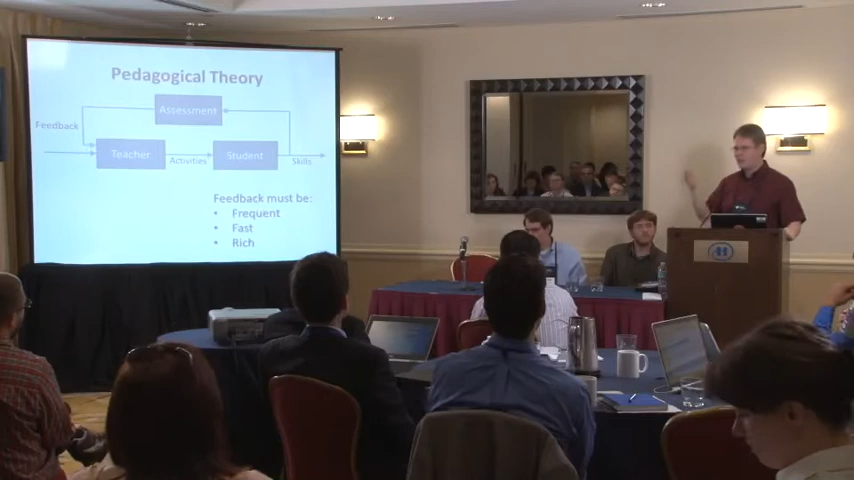 Pedagogical Theory
Assessment
Feedback
Teacher
Activities
Student
Skills
Feedback must be:
• Frequent
• Fast
• Rich
H